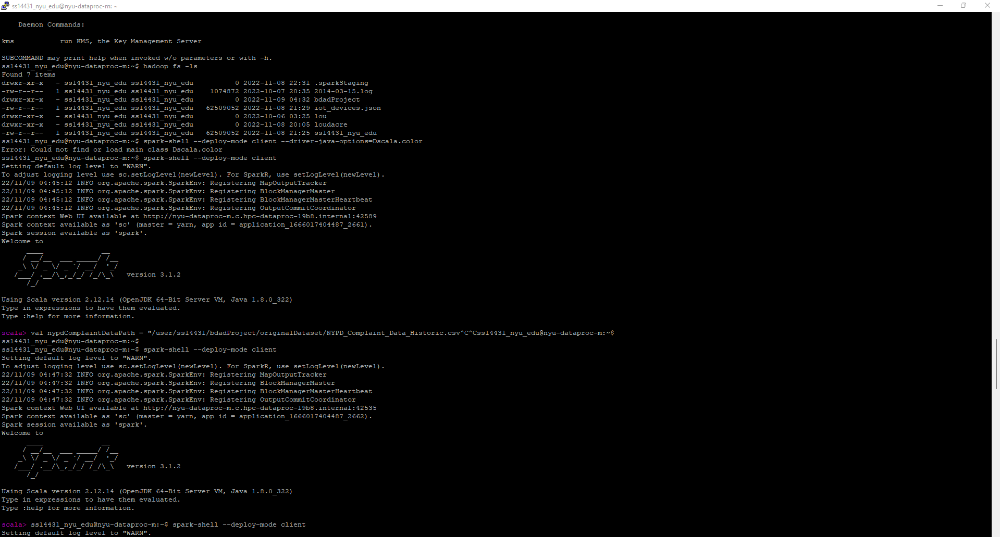 ss14431_nyu_edu@nyu-dataproc-m: ~
Daemon Commands:
kms           run KMS, the Key Management Server
SUBCOMMAND may print help when invoked w/o parameters or with -h.
ss14431_nyu_edu@nyu-dataproc-m:~$ hadoop fs -ls
Found 7 items
drwxr-xr-x   - ss14431_nyu_edu ss14431_nyu_edu          0 2022-11-08 22:31 .sparkStaging
-rw-r--r--   1 ss14431_nyu_edu ss14431_nyu_edu    1074872 2022-10-07 20:35 2014-03-15.log
drwxr-xr-x   - ss14431_nyu_edu ss14431_nyu_edu          0 2022-11-09 04:32 bdadProject
-rw-r--r--   1 ss14431_nyu_edu ss14431_nyu_edu   62509052 2022-11-08 21:29 iot_devices.json
drwxr-xr-x   - ss14431_nyu_edu ss14431_nyu_edu          0 2022-10-06 03:25 lou
drwxr-xr-x   - ss14431_nyu_edu ss14431_nyu_edu          0 2022-11-08 20:05 loudacre
-rw-r--r--   1 ss14431_nyu_edu ss14431_nyu_edu   62509052 2022-11-08 21:25 ss14431_nyu_edu
ss14431_nyu_edu@nyu-dataproc-m:~$ spark-shell --deploy-mode client --driver-java-options=Dscala.color
Error: Could not find or load main class Dscala.color
ss14431_nyu_edu@nyu-dataproc-m:~$ spark-shell --deploy-mode client
Setting default log level to "WARN".
To adjust logging level use sc.setLogLevel(newLevel). For SparkR, use setLogLevel(newLevel).
22/11/09 04:45:12 INFO org.apache.spark.SparkEnv: Registering MapOutputTracker
22/11/09 04:45:12 INFO org.apache.spark.SparkEnv: Registering BlockManagerMaster
22/11/09 04:45:12 INFO org.apache.spark.SparkEnv: Registering BlockManagerMasterHeartbeat
22/11/09 04:45:12 INFO org.apache.spark.SparkEnv: Registering OutputCommitCoordinator
Spark context Web UI available at http://nyu-dataproc-m.c.hpc-dataproc-19b8.internal:42589
Spark context available as 'sc' (master = yarn, app id = application_1666017404487_2661).
Spark session available as 'spark'.
Welcome to
      ____              __
     / __/__  ___ _____/ /__
    _\ \/ _ \/ _ `/ __/  '_/
   /___/ .__/\_,_/_/ /_/\_\   version 3.1.2
      /_/
Using Scala version 2.12.14 (OpenJDK 64-Bit Server VM, Java 1.8.0_322)
Type in expressions to have them evaluated.
Type :help for more information.
scala> val nypdComplaintDataPath = "/user/ss14431/bdadProject/originalDataset/NYPD_Complaint_Data_Historic.csv^C^Css14431_nyu_edu@nyu-dataproc-m:~$
ss14431_nyu_edu@nyu-dataproc-m:~$
ss14431_nyu_edu@nyu-dataproc-m:~$ spark-shell --deploy-mode client
Setting default log level to "WARN".
To adjust logging level use sc.setLogLevel(newLevel). For SparkR, use setLogLevel(newLevel).
22/11/09 04:47:32 INFO org.apache.spark.SparkEnv: Registering MapOutputTracker
22/11/09 04:47:32 INFO org.apache.spark.SparkEnv: Registering BlockManagerMaster
22/11/09 04:47:32 INFO org.apache.spark.SparkEnv: Registering BlockManagerMasterHeartbeat
22/11/09 04:47:32 INFO org.apache.spark.SparkEnv: Registering OutputCommitCoordinator
Spark context Web UI available at http://nyu-dataproc-m.c.hpc-dataproc-19b8.internal:42535
Spark context available as 'sc' (master = yarn, app id = application_1666017404487_2662).
Spark session available as 'spark'.
Welcome to
      ____              __
     / __/__  ___ _____/ /__
    _\ \/ _ \/ _ `/ __/  '_/
   /___/ .__/\_,_/_/ /_/\_\   version 3.1.2
      /_/
Using Scala version 2.12.14 (OpenJDK 64-Bit Server VM, Java 1.8.0_322)
Type in expressions to have them evaluated.
Type :help for more information.
scala> ss14431_nyu_edu@nyu-dataproc-m:~$ spark-shell --deploy-mode client
Setting default log level to "WARN".